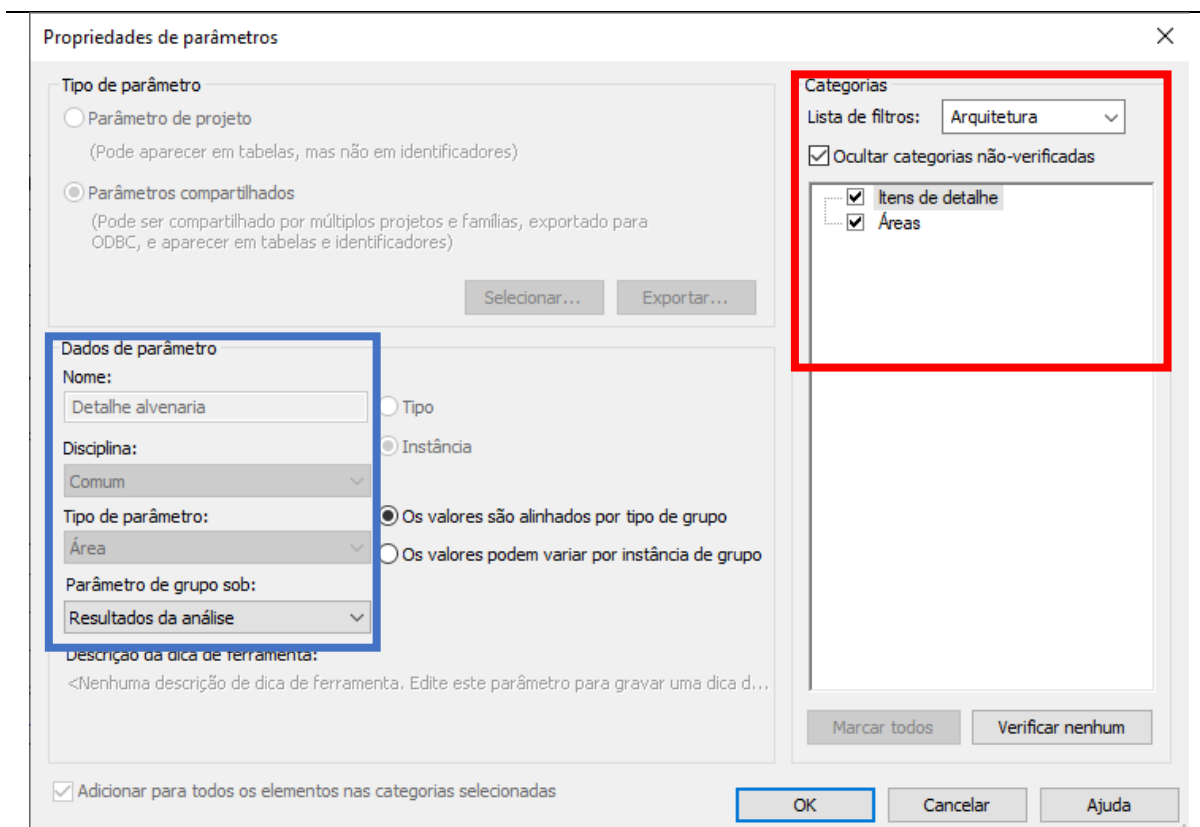 Propriedades de parâmetros
Tipo de parâmetro
Parâmetro de projeto
(Pode aparecer em tabelas, mas não em identificadores)
Parâmetros compartilhados
(Pode ser compartilhado por múltiplos projetos e famílias, exportado para
ODBC, e aparecer em tabelas e identificadores)
Selecionar...
Exportar...
Dados de parâmetro
Nome:
Detalhe alvenaria
Tipo
Disciplina:
Instância
Comum
Tipo de parâmetro:
Os valores são alinhados por tipo de grupo
Área
Os valores podem variar por instância de grupo
Parâmetro de grupo sob:
Resultados da análise
Descrição da dica de ferramenta:
<Nenhuma descrição de dica de ferramenta. Edite este parâmetro para gravar uma dica d...
Adicionar para todos os elementos nas categorias selecionadas
Categorias
Lista de filtros:
Arquitetura
Ocultar categorias não-verificadas
Itens de detalhe
Áreas
Marcar todos
Verificar nenhum
OK
Cancelar
Ajuda